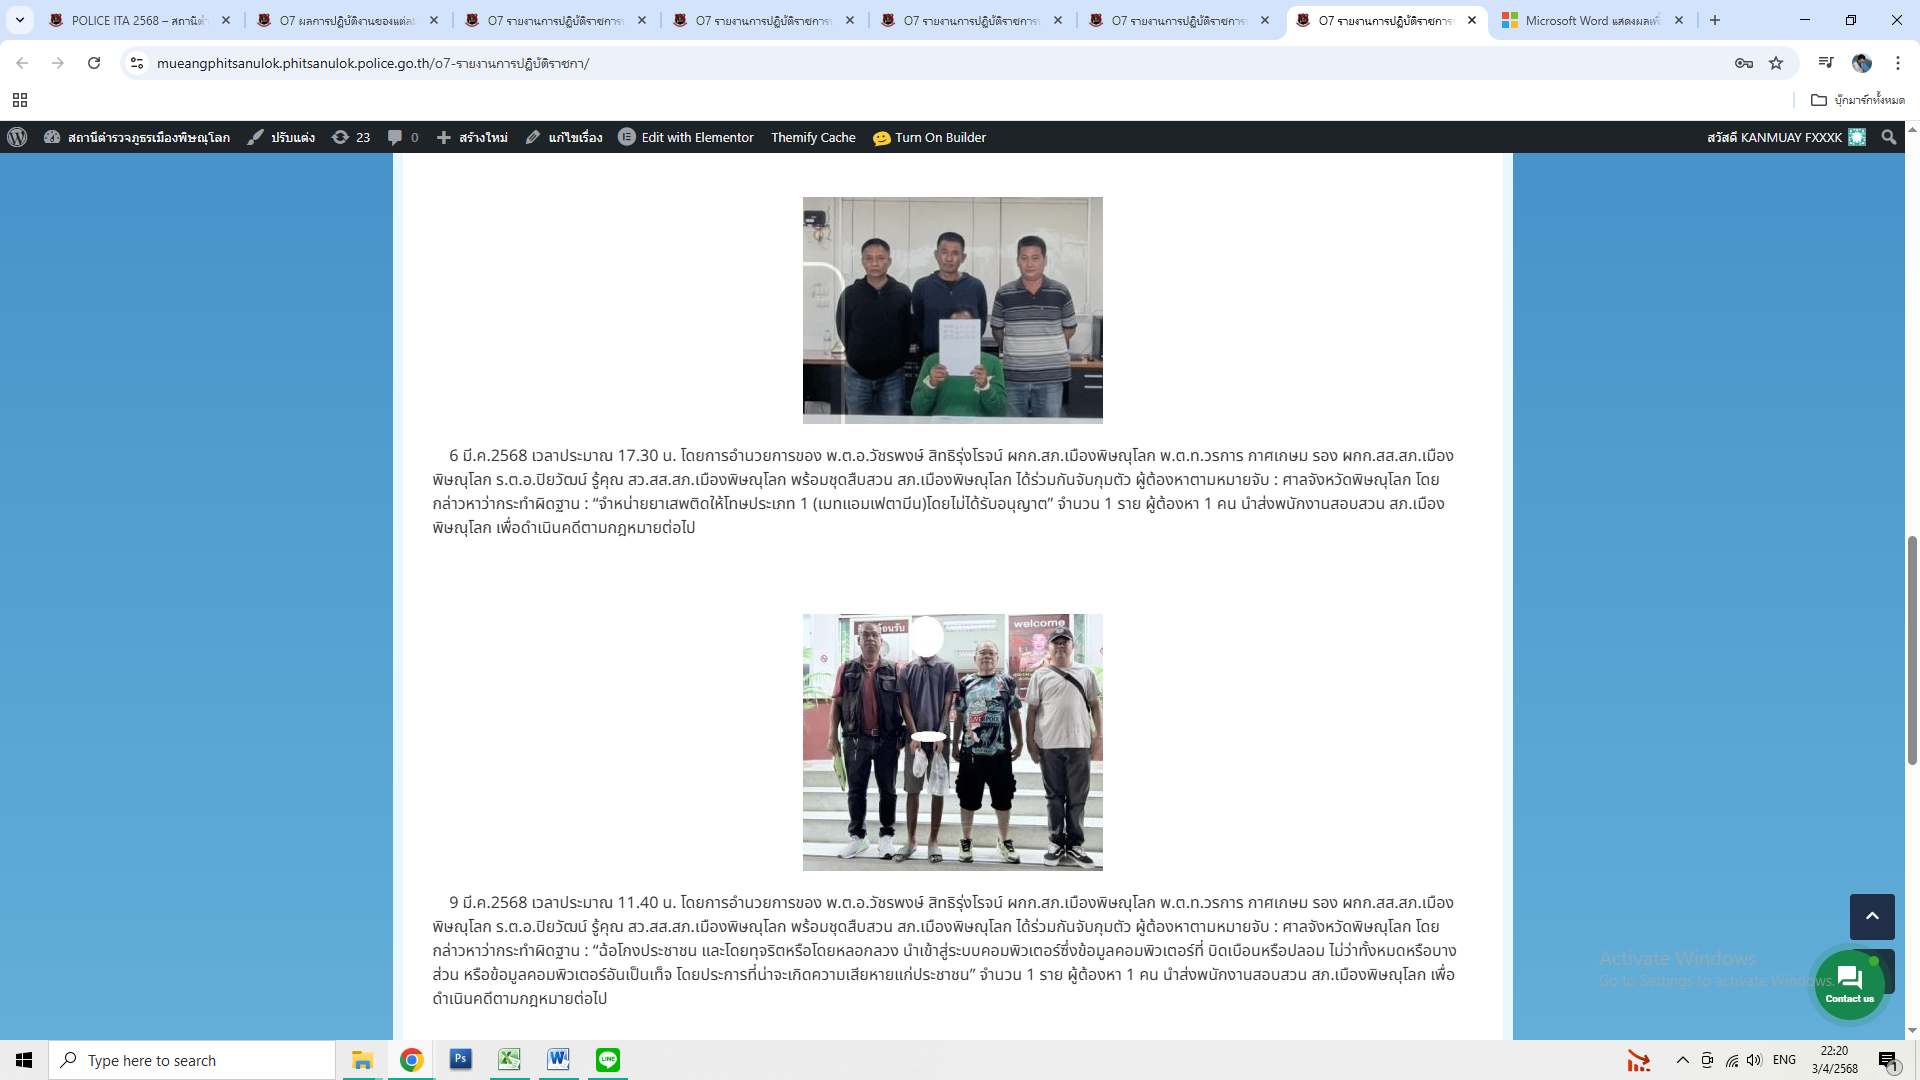 POLICE ITA 2568 – สถานีตำ
O7 ผลการปฏิบัติงานของแต่ละ
O7 รายงานการปฏิบัติราชการ
O7 รายงานการปฏิบัติราชการ
O7 รายงานการปฏิบัติราชการ
O7 รายงานการปฏิบัติราชการ
O7 รายงานการปฏิบัติราชการ
Microsoft Word แสดงผลเพี้
mueangphitsanulok.phitsanulok.police.go.th/o7-รายงานการปฏิบัติราชกา/
บุ๊กมาร์กทั้งหมด
สถานีตำรวจภูธรเมืองพิษณุโลก ปรับแต่ง 23 0 สร้างใหม่ แก้ไขเรื่อง Edit with Elementor Themify Cache Turn On Builder สวัสดี KANMUAY FXXXK
6 มี.ค.2568 เวลาประมาณ 17.30 น. โดยการอำนวยการของ พ.ต.อ.วัชรพงษ์ สิทธิรุ่งโรจน์ ผกก.สภ.เมืองพิษณุโลก พ.ต.ท.วรการ กาศเกษม รอง ผกก.สส.สภ.เมือง
พิษณุโลก ร.ต.อ.ปิยวัฒน์ รู้คุณ สว.สส.สภ.เมืองพิษณุโลก พร้อมชุดสืบสวน สภ.เมืองพิษณุโลก ได้ร่วมกันจับกุมตัว ผู้ต้องหาตามหมายจับ : ศาลจังหวัดพิษณุโลก โดย
กล่าวหาว่ากระทำผิดฐาน : “จำหน่ายยาเสพติดให้โทษประเภท 1 (เมทแอมเฟตามีน)โดยไม่ได้รับอนุญาต” จำนวน 1 ราย ผู้ต้องหา 1 คน นำส่งพนักงานสอบสวน สภ.เมือง
พิษณุโลก เพื่อดำเนินคดีตามกฎหมายต่อไป
welcome
9 มี.ค.2568 เวลาประมาณ 11.40 น. โดยการอำนวยการของ พ.ต.อ.วัชรพงษ์ สิทธิรุ่งโรจน์ ผกก.สภ.เมืองพิษณุโลก พ.ต.ท.วรการ กาศเกษม รอง ผกก.สส.สภ.เมือง
พิษณุโลก ร.ต.อ.ปิยวัฒน์ รู้คุณ สว.สส.สภ.เมืองพิษณุโลก พร้อมชุดสืบสวน สภ.เมืองพิษณุโลก ได้ร่วมกันจับกุมตัว ผู้ต้องหาตามหมายจับ : ศาลจังหวัดพิษณุโลก โดย
กล่าวหาว่ากระทำผิดฐาน : “ฉ้อโกงประชาชน และโดยทุจริตหรือโดยหลอกลวง นำเข้าสู่ระบบคอมพิวเตอร์ซึ่งข้อมูลคอมพิวเตอร์ที่ บิดเบือนหรือปลอม ไม่ว่าทั้งหมดหรือบาง
ส่วน หรือข้อมูลคอมพิวเตอร์อันเป็นเท็จ โดยประการที่น่าจะเกิดความเสียหายแก่ประชาชน” จำนวน 1 ราย ผู้ต้องหา 1 คน นำส่งพนักงานสอบสวน สภ.เมืองพิษณุโลก เพื่อ
ดำเนินคดีตามกฎหมายต่อไป
Activate Windows
Go to Settings to activate Windows.
Contact us
Type here to search
ENG
22:20
3/4/2568
1